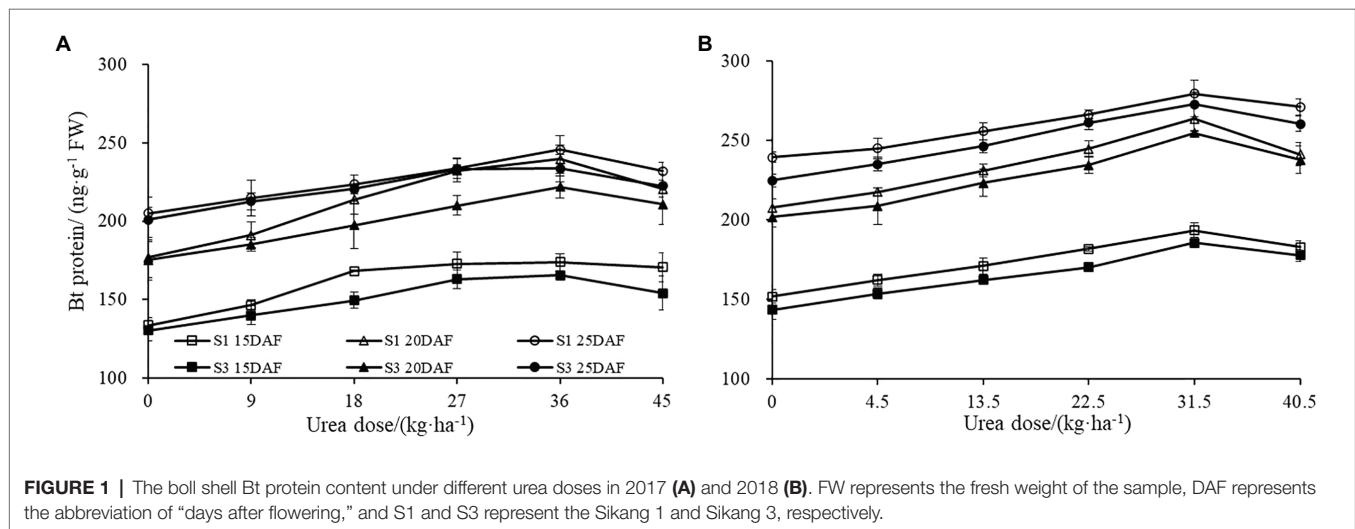 A
B
Bt protein/ (ng·g-1 FW)
300
250
200
150
100
S1 15DAF S1 20DAF S1 25DAF
S3 15DAF S3 20DAF S3 25DAF
0 9 18 27 36 45
Urea dose/(kg·ha-1)
300
250
200
150
100
0 4.5 13.5 22.5 31.5 40.5
Urea dose/(kg·ha-1)
FIGURE 1 | The boll shell Bt protein content under different urea doses in 2017 (A) and 2018 (B). FW represents the fresh weight of the sample, DAF represents
the abbreviation of “days after flowering,” and S1 and S3 represent the Sikang 1 and Sikang 3, respectively.